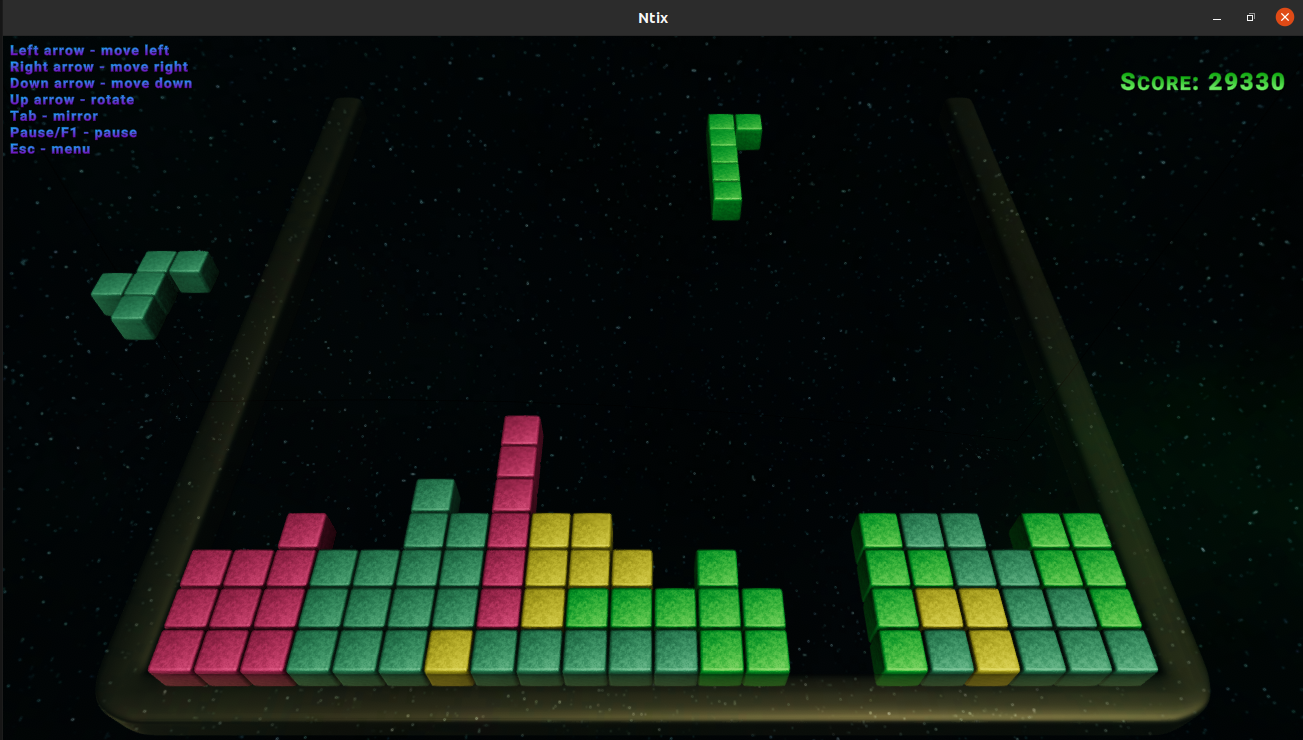 Ntix
Left arrow - move left
Right arrow - move right
Down arrow - move down
Up arrow - rotate
Tab - mirror
Pause/F1 - pause
Esc - menu
Score: 29330